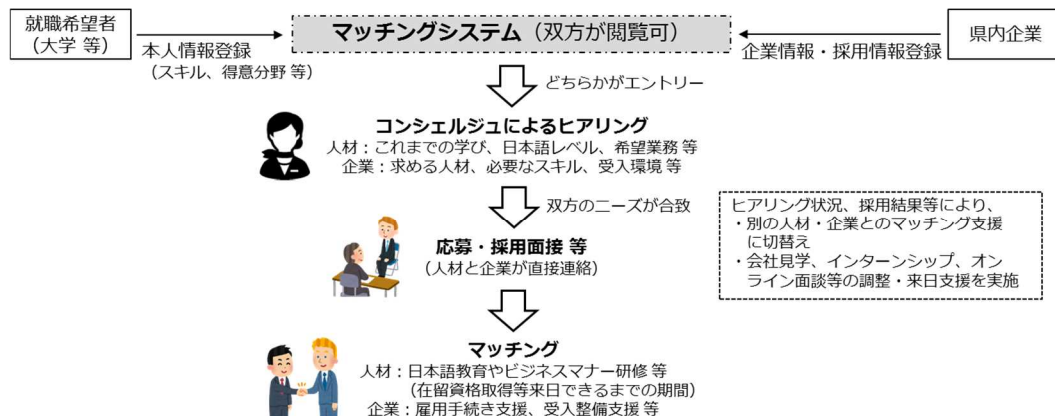 就職希望者
（大学 等）
本人情報登録
（スキル、得意分野 等）
マッチングシステム（双方が閲覧可）
県内企業
企業情報・採用情報登録
どちらかがエントリー
コンシェルジュによるヒアリング
人材：これまでの学び、日本語レベル、希望業務 等
企業：求める人材、必要なスキル、受入環境 等
双方のニーズが合致
応募・採用面接 等
（人材と企業が直接連絡）
ヒアリング状況、採用結果等により、
・別の人材・企業とのマッチング支援
に切替え
・会社見学、インターンシップ、オン
ライン面談等の調整・来日支援を実施
マッチング
人材：日本語教育やビジネスマナー研修 等
（在留資格取得等来日できるまでの期間）
企業：雇用手続き支援、受入整備支援 等